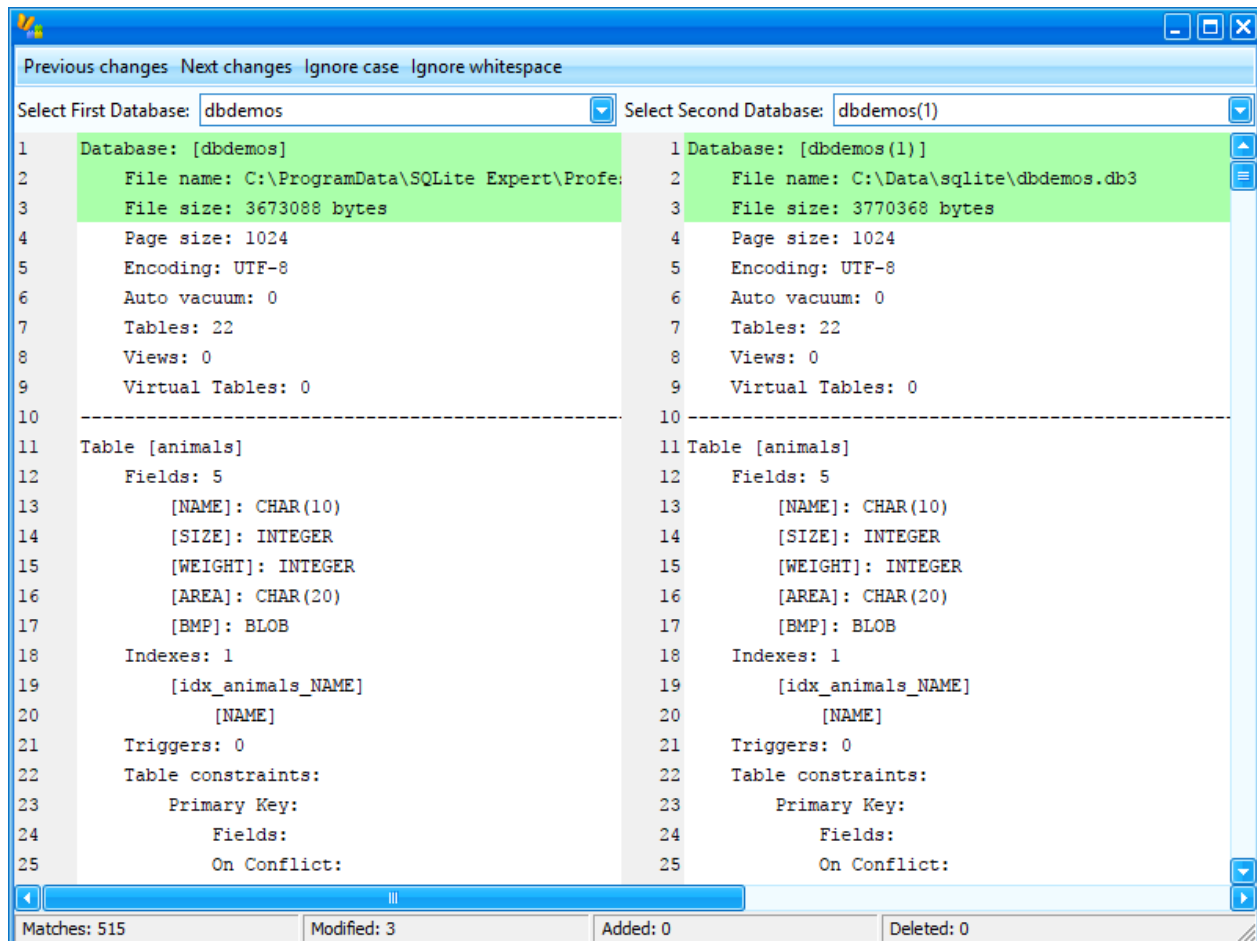 Previous changes Next changes Ignore case Ignore whitespace
Select First Database: dbdemos Select Second Database: dbdemos(1)
1 Database: [dbdemos] 1 Database: [dbdemos(1)]
2 File name: C:\ProgramData\SQLite Expert\Profe 2 File name: C:\Data\sqlite\dbdemos.db3
3 File size: 3673088 bytes 3 File size: 3770368 bytes
4 Page size: 1024 4 Page size: 1024
5 Encoding: UTF-8 5 Encoding: UTF-8
6 Auto vacuum: 0 6 Auto vacuum: 0
7 Tables: 22 7 Tables: 22
8 Views: 0 8 Views: 0
9 Virtual Tables: 0 9 Virtual Tables: 0
10 ------------------------------------------------- 10 -------------------------------------------------
11 Table [animals] 11 Table [animals]
12 Fields: 5 12 Fields: 5
13 [NAME]: CHAR(10) 13 [NAME]: CHAR(10)
14 [SIZE]: INTEGER 14 [SIZE]: INTEGER
15 [WEIGHT]: INTEGER 15 [WEIGHT]: INTEGER
16 [AREA]: CHAR(20) 16 [AREA]: CHAR(20)
17 [BMP]: BLOB 17 [BMP]: BLOB
18 Indexes: 1 18 Indexes: 1
19 [idx_animals_NAME] 19 [idx_animals_NAME]
20 [NAME] 20 [NAME]
21 Triggers: 0 21 Triggers: 0
22 Table constraints: 22 Table constraints:
23 Primary Key: 23 Primary Key:
24 Fields: 24 Fields:
25 On Conflict: 25 On Conflict:
Matches: 515 Modified: 3 Added: 0 Deleted: 0